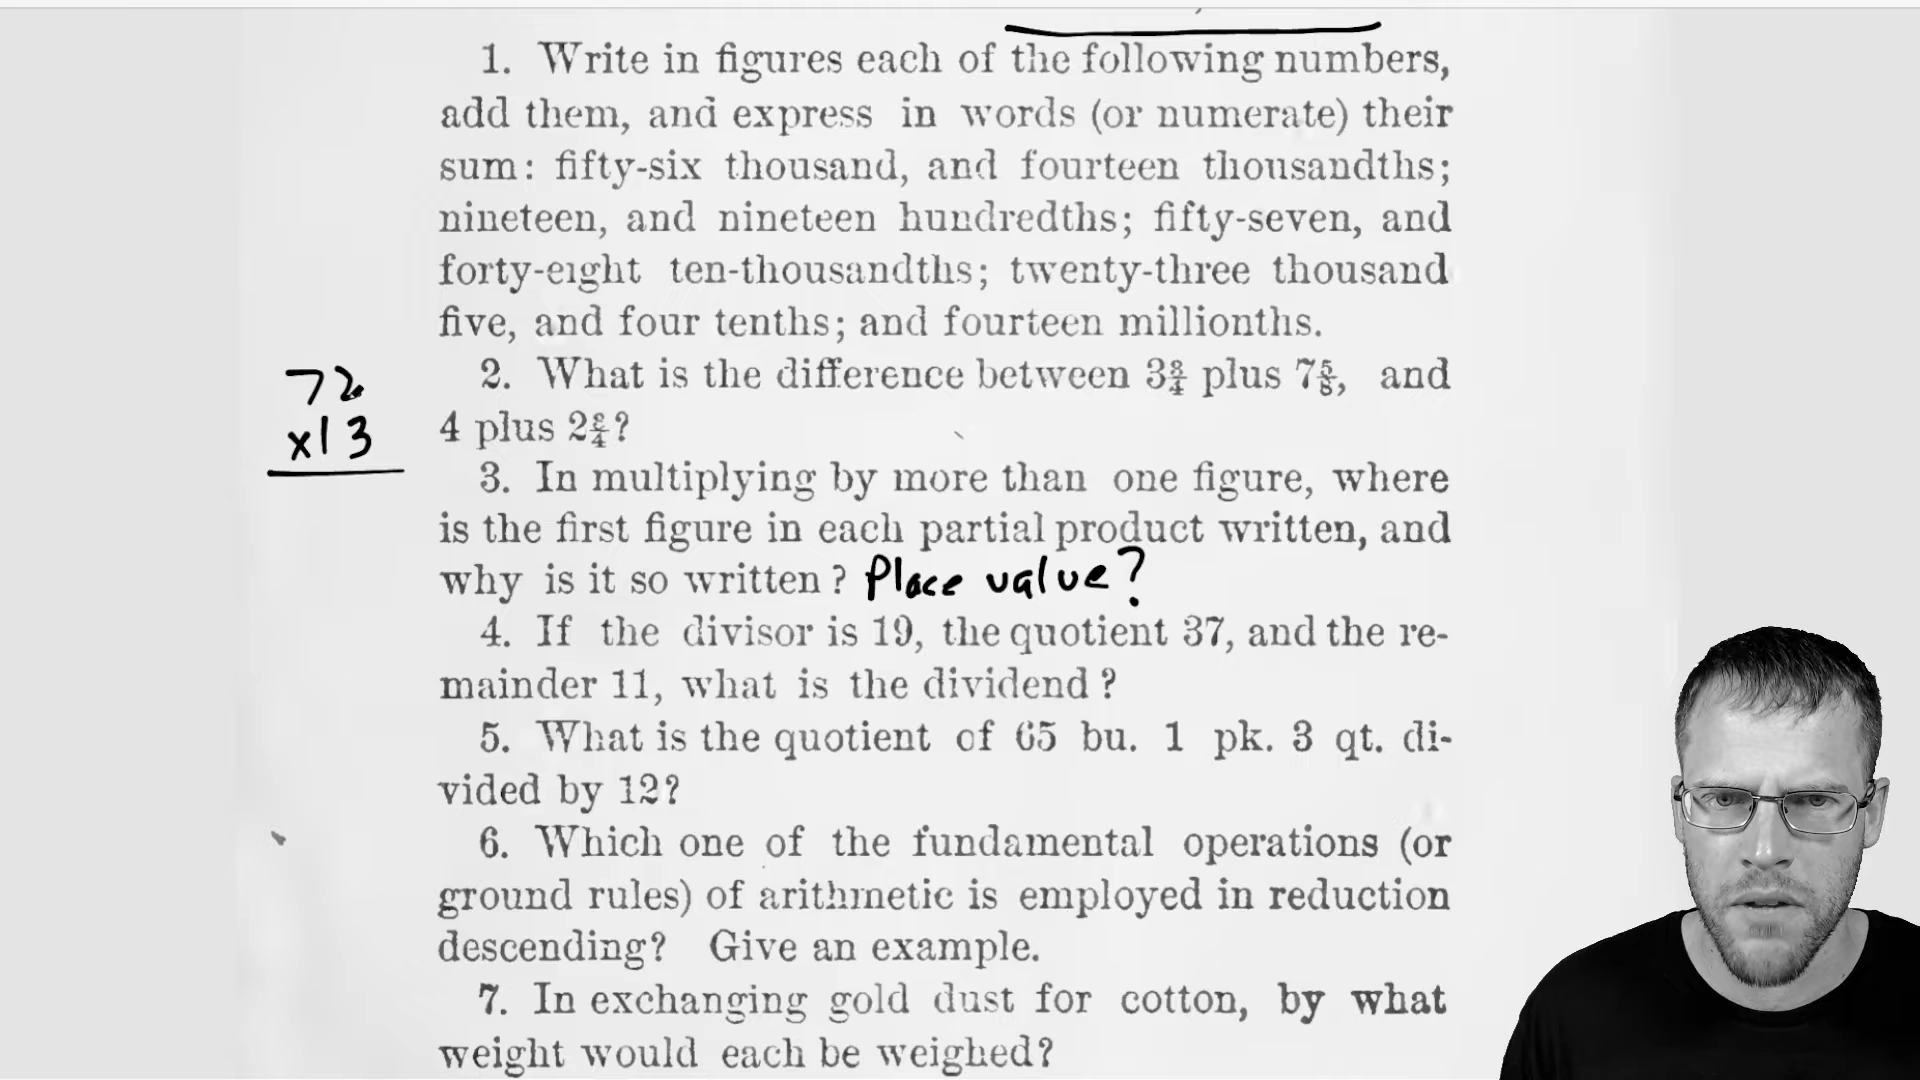 1. Write in figures each of the following numbers,
add them, and express in words (or numerate) their
sum: fifty-six thousand, and fourteen thousandths;
nineteen, and nineteen hundredths; fifty-seven, and
forty-eight ten-thousandths; twenty-three thousand
five, and four tenths; and fourteen millionths.
72
x13
2. What is the difference between 3¾ plus 7⅝, and
4 plus 2
3. In multiplying by more than one figure, where
is the first figure in each partial product written, and
why is it so written? Place value?
4. If the divisor is 19, the quotient 37, and the re-
mainder 11, what is the dividend?
5. What is the quotient of 65 bu. 1 pk. 3 qt. di-
vided by 12?
6. Which one of the fundamental operations (or
ground rules) of arithmetic is employed in reduction
descending? Give an example.
7. In exchanging gold dust for cotton, by what
weight would each be weighed?